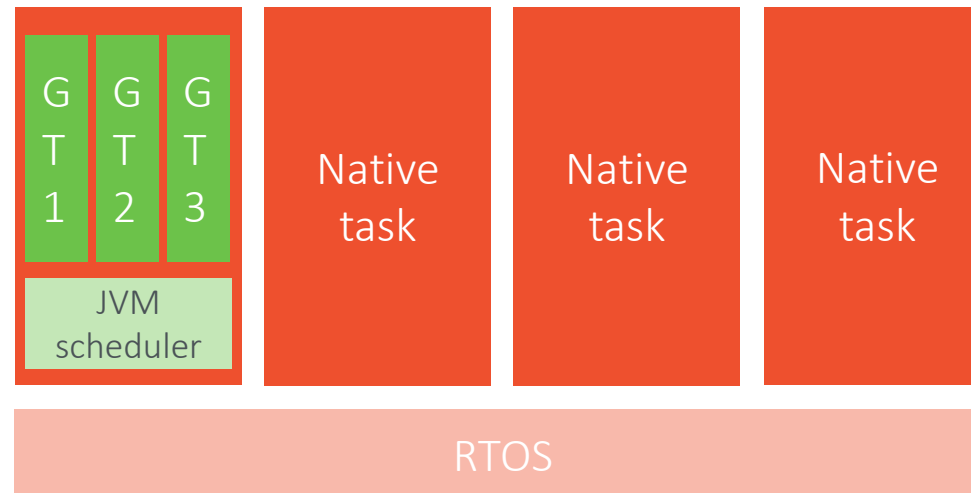 G
T
1
G
T
2
G
T
3
JVM
scheduler
Native
task
Native
task
Native
task
RTOS